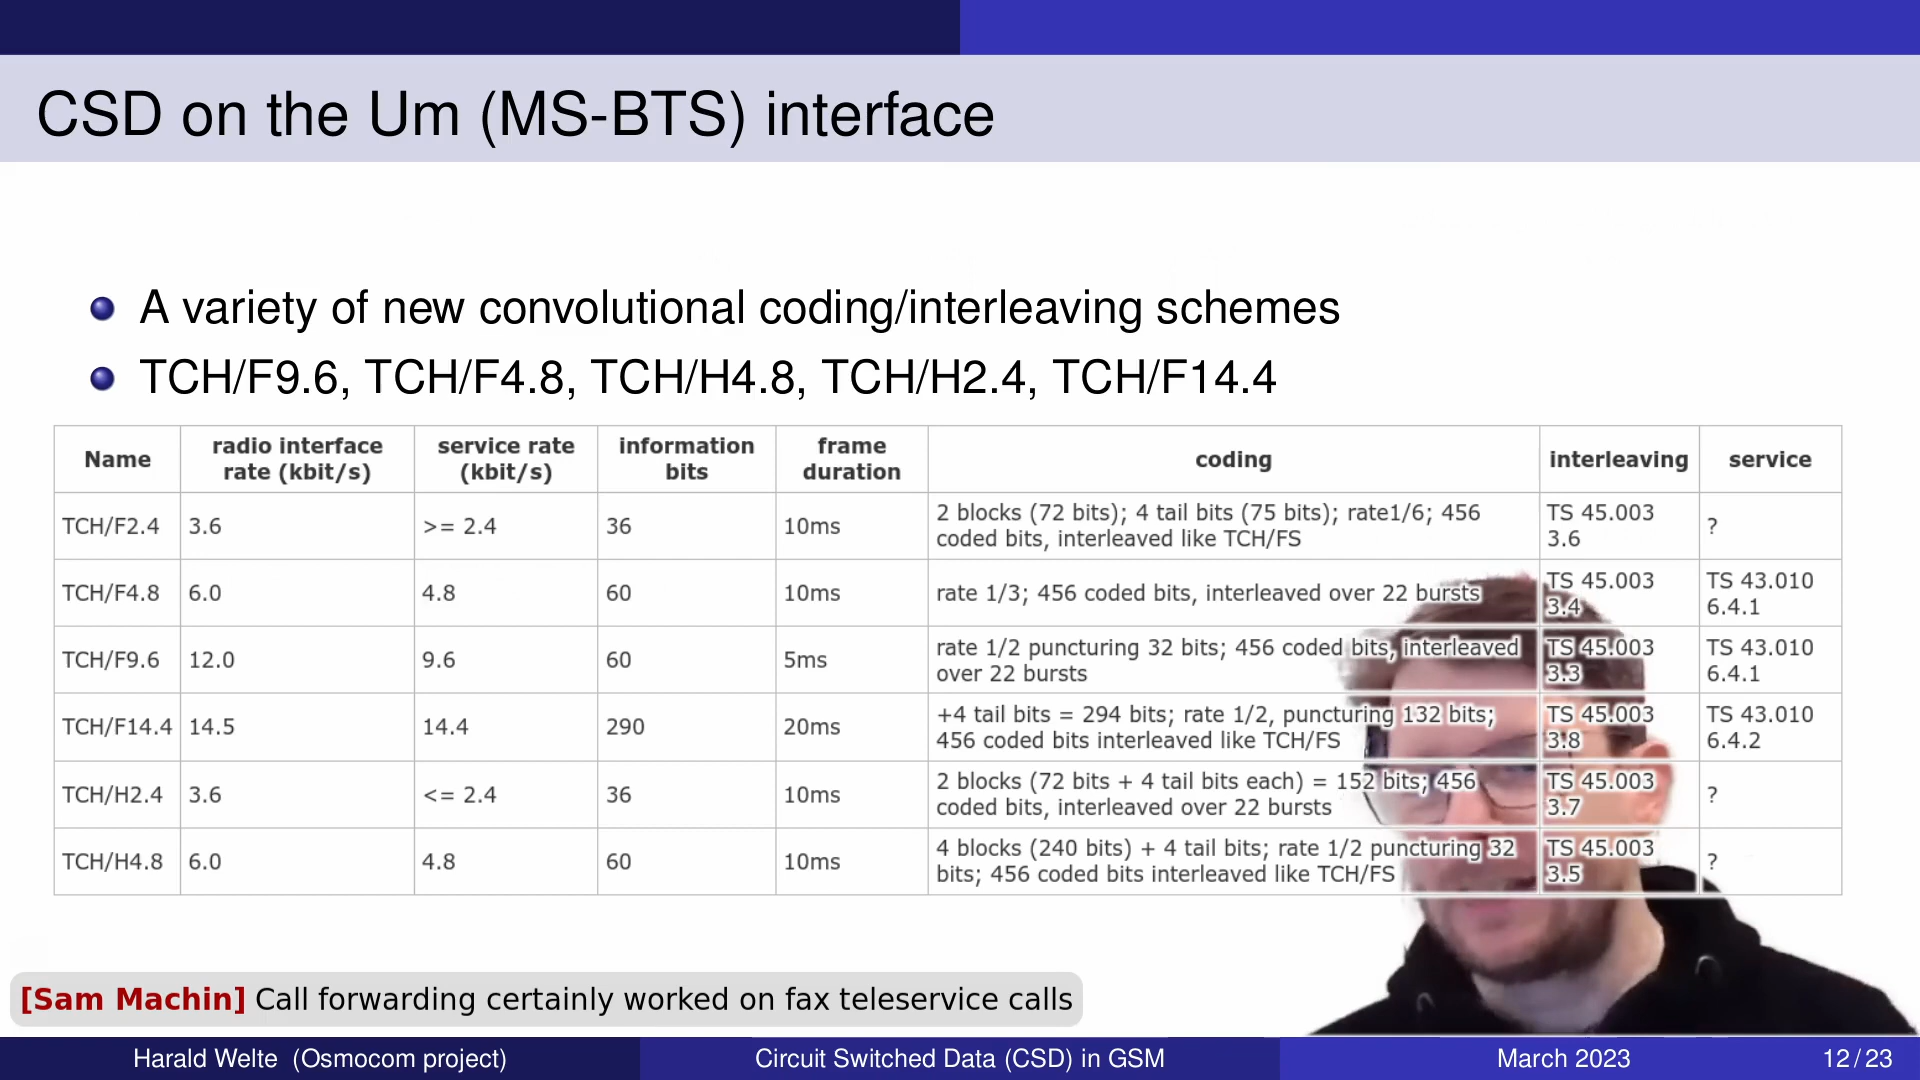 CSD on the Um (MS-BTS) interface
A variety of new convolutional coding/interleaving schemes
TCH/F9.6, TCH/F4.8, TCH/H4.8, TCH/H2.4, TCH/F14.4
Name radio interface rate (kbit/s) service rate (kbit/s) information bits frame duration coding interleaving service
TCH/F2.4 3.6 >= 2.4 36 10ms 2 blocks (72 bits); 4 tail bits (75 bits); rate1/6; 456 coded bits, interleaved like TCH/FS TS 45.003 3.6 ?
TCH/F4.8 6.0 4.8 60 10ms rate 1/3; 456 coded bits, interleaved over 22 bursts TS 45.003 3.4 TS 43.010 6.4.1
TCH/F9.6 12.0 9.6 60 5ms rate 1/2 puncturing 32 bits; 456 coded bits, interleaved over 22 bursts TS 45.003 3.3 TS 43.010 6.4.1
TCH/F14.4 14.5 14.4 290 20ms +4 tail bits = 294 bits; rate 1/2, puncturing 132 bits; 456 coded bits interleaved like TCH/FS TS 45.003 3.8 TS 43.010 6.4.2
TCH/H2.4 3.6 <= 2.4 36 10ms 2 blocks (72 bits + 4 tail bits each) = 152 bits; 456 coded bits, interleaved over 22 bursts TS 45.003 3.7 ?
TCH/H4.8 6.0 4.8 60 10ms 4 blocks (240 bits) + 4 tail bits; rate 1/2 puncturing 32 bits; 456 coded bits interleaved like TCH/FS TS 45.003 3.5 ?
[Sam Machin] Call forwarding certainly worked on fax teleservice calls
Harald Welte (Osmocom project) Circuit Switched Data (CSD) in GSM March 2023 12 / 23